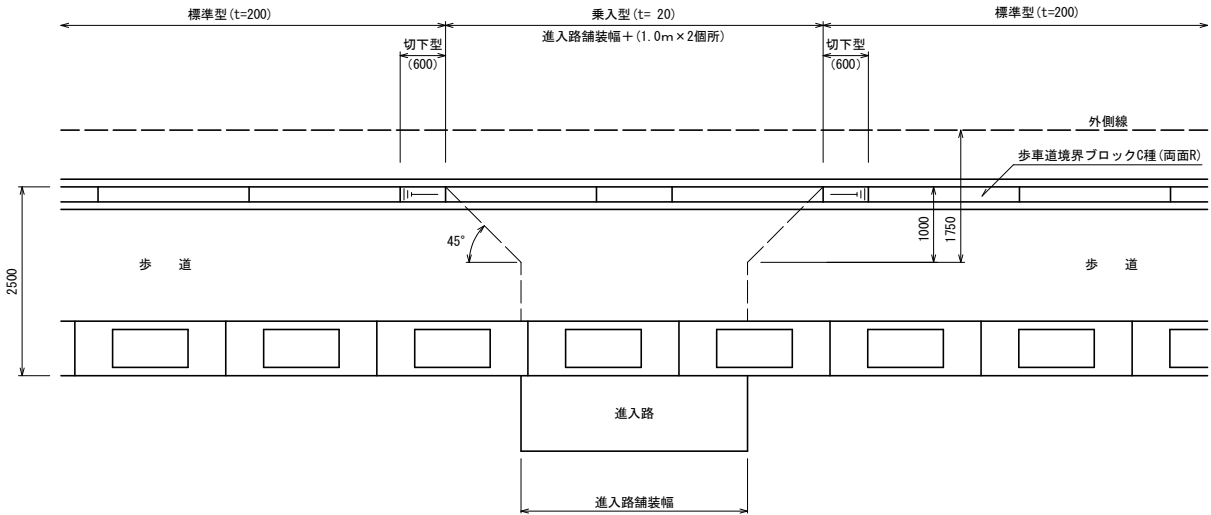 標準型(t=200)
乗入型(t= 20)
標準型(t=200)
進入路舗装幅+(1.0m×2個所)
切下型
(600)
切下型
(600)
外側線
歩車道境界ブロックC種(両面R)
45°
1000
1750
2500
歩 道
歩 道
進入路
進入路舗装幅